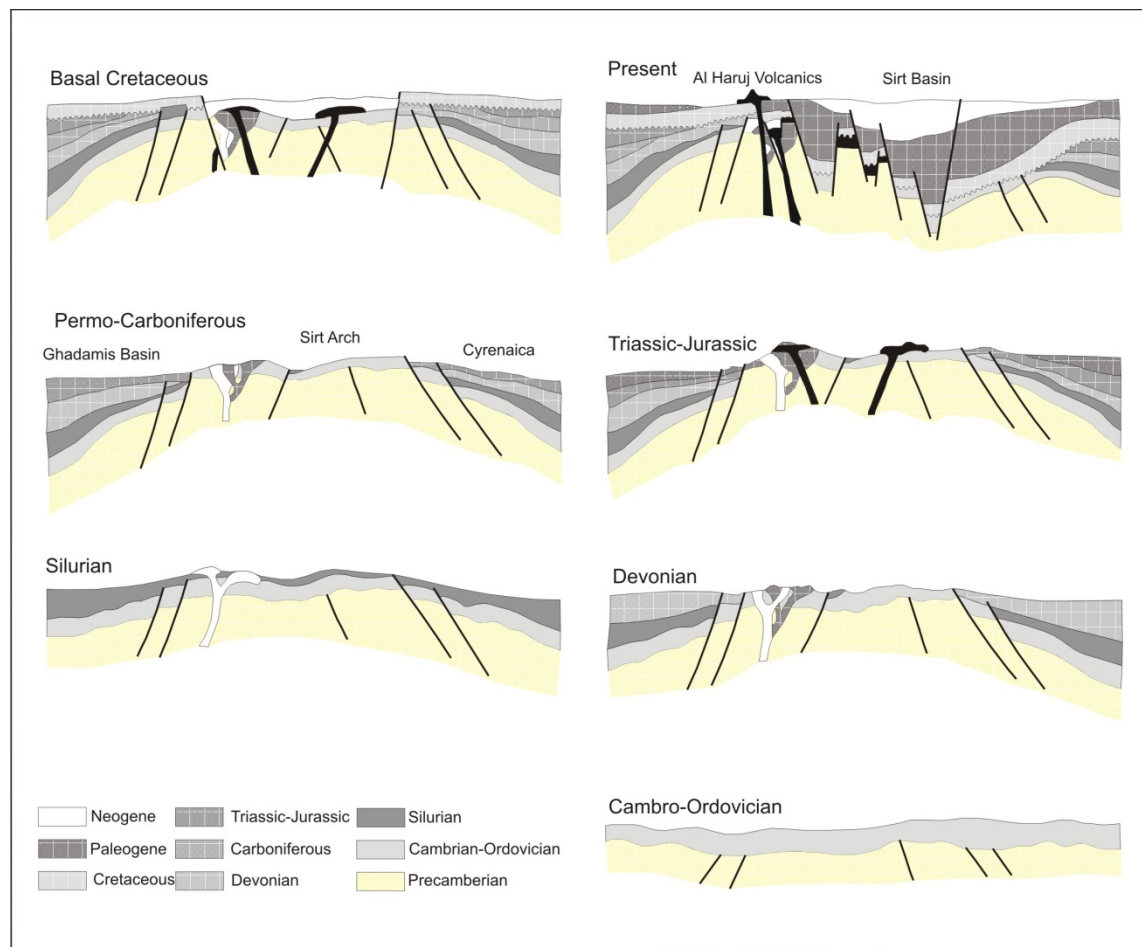 Basal Cretaceous
Present
Al Haruj Volcanics
Sirt Basin
Permo-Carboniferous
Ghadamis Basin
Sirt Arch
Cyrenaica
Triassic-Jurassic
Silurian
Devonian
Cambro-Ordovician
Neogene
Triassic-Jurassic
Silurian
Paleogene
Carboniferous
Cambrian-Ordovician
Cretaceous
Devonian
Precamberian